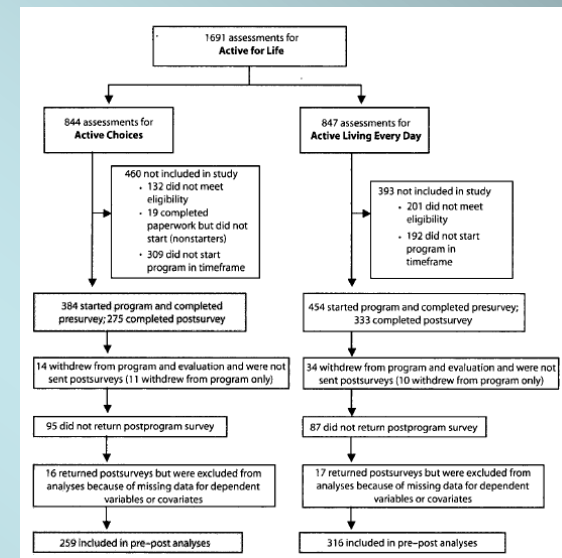 1691 assessments for
Active for Life
844 assessments for
Active Choices
847 assessments for
Active Living Every Day
460 not included in study
• 132 did not meet
eligibility
• 19 completed
paperwork but did not
start (nonstarters)
• 309 did not start
program in timeframe
393 not included in study
• 201 did not meet
eligibility
• 192 did not start
program in
timeframe
384 started program and completed
presurvey; 275 completed postsurvey
454 started program and completed presurvey;
333 completed postsurvey
14 withdrew from program and evaluation and were not
sent postsurveys (11 withdrew from program only)
34 withdrew from program and evaluation and were not
sent postsurveys (10 withdrew from program only)
95 did not return postprogram survey
87 did not return postprogram survey
16 returned postsurveys but were excluded from
analyses because of missing data for dependent
variables or covariates
17 returned postsurveys but were excluded from
analyses because of missing data for dependent
variables or covariates
259 included in pre–post analyses
316 included in pre–post analyses